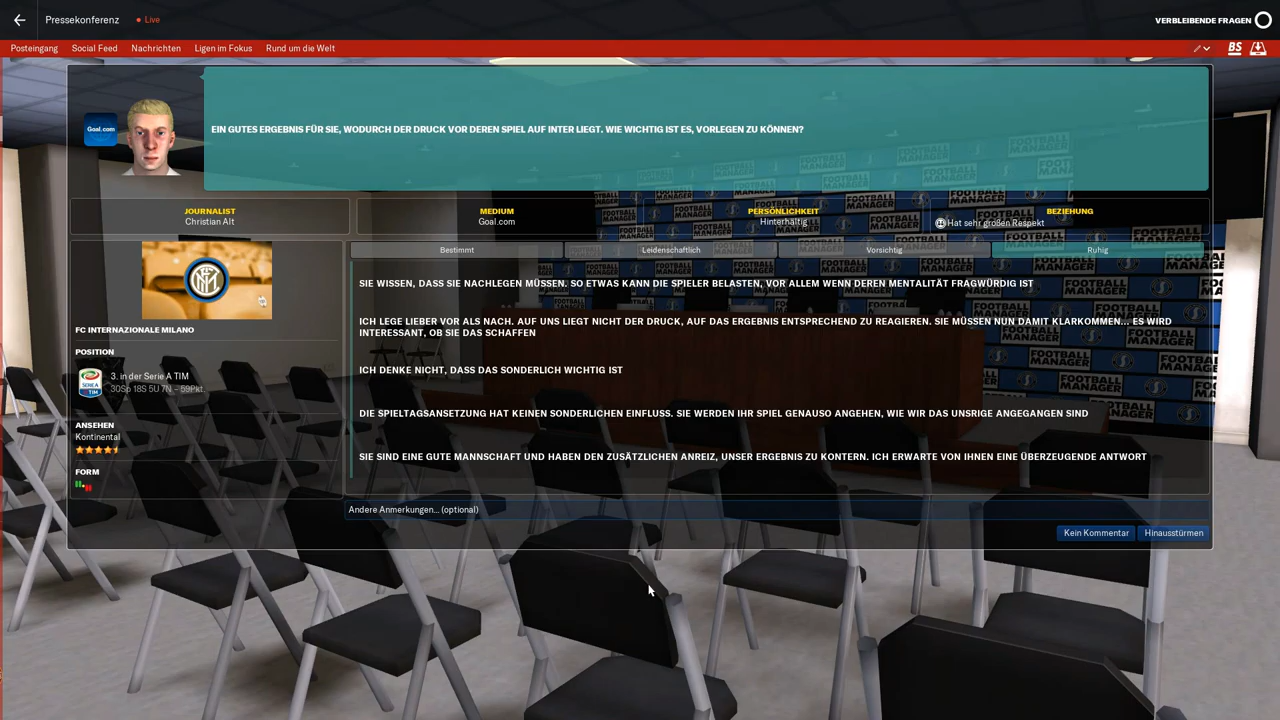 Pressekonferenz
Live
VERBLEIBENDE FRAGEN
Posteingang
Social Feed
Nachrichten
Ligen im Fokus
Rund um die Welt
BS
Goal.com
EIN GUTES ERGEBNIS FÜR SIE, WODURCH DER DRUCK VOR DEREN SPIEL AUF INTER LIEGT. WIE WICHTIG IST ES, VORLEGEN ZU KÖNNEN?
JOURNALIST
Christian Alt
MEDIUM
Goal.com
PERSÖNLICHKEIT
Hinterhältig
BEZIEHUNG
Hat sehr großen Respekt
Bestimmt
Leidenschaftlich
Vorsichtig
Ruhig
FC INTERNAZIONALE MILANO
POSITION
SERIE A
TIM
3. in der Serie A TIM
30Sp 18S 5U 7N - 59Pkt.
ANSEHEN
Kontinental
FORM
SIE WISSEN, DASS SIE NACHLEGEN MÜSSEN. SO ETWAS KANN DIE SPIELER BELASTEN, VOR ALLEM WENN DEREN MENTALITÄT FRAGWÜRDIG IST
ICH LEGE LIEBER VOR ALS NACH. AUF UNS LIEGT NICHT DER DRUCK, AUF DAS ERGEBNIS ENTSPRECHEND ZU REAGIEREN. SIE MÜSSEN NUN DAMIT KLARKOMMEN... ES WIRD
INTERESSANT, OB SIE DAS SCHAFFEN
ICH DENKE NICHT, DASS DAS SONDERLICH WICHTIG IST
DIE SPIELTAGSANSETZUNG HAT KEINEN SONDERLICHEN EINFLUSS. SIE WERDEN IHR SPIEL GENAUSO ANGEHEN, WIE WIR DAS UNSRIGE ANGEGANGEN SIND
SIE SIND EINE GUTE MANNSCHAFT UND HABEN DEN ZUSÄTZLICHEN ANREIZ, UNSER ERGEBNIS ZU KONTERN. ICH ERWARTE VON IHNEN EINE ÜBERZEUGENDE ANTWORT
Andere Anmerkungen... (optional)
Kein Kommentar
Hinausstürmen
FOOTBALL
MANAGER